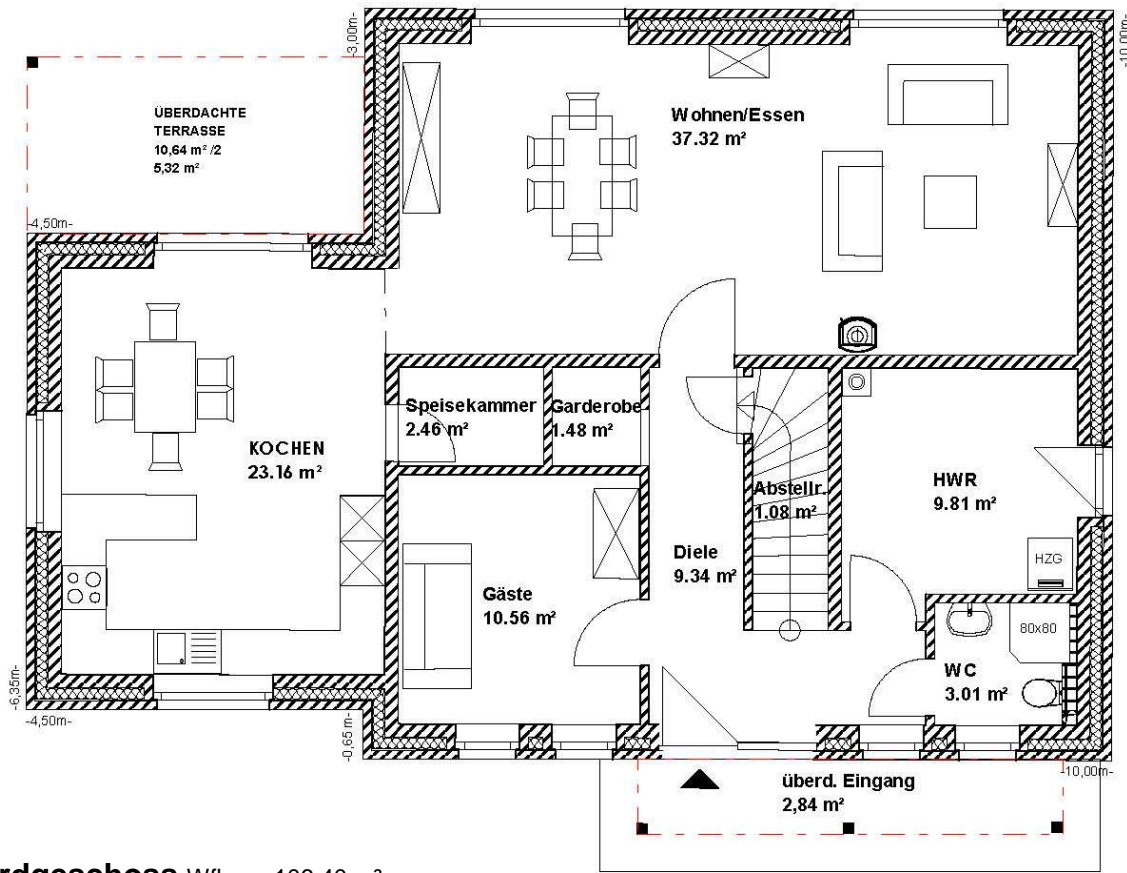 -3,00m-
-10,00m-
ÜBERDACHTE
TERRASSE
10,64 m² /2
5,32 m²
Wohnen/Essen
37.32 m²
-4,50m-
Speisekammer
2.46 m²
Garderobe
1.48 m²
KOCHEN
23.16 m²
Abstellr.
1.08 m²
HWR
9.81 m²
Diele
9.34 m²
HZG
Gäste
10.56 m²
80x80
WC
3.01 m²
-6,35m-
-4,50m-
-0,65 m-
-10,00m-
überd. Eingang
2,84 m²